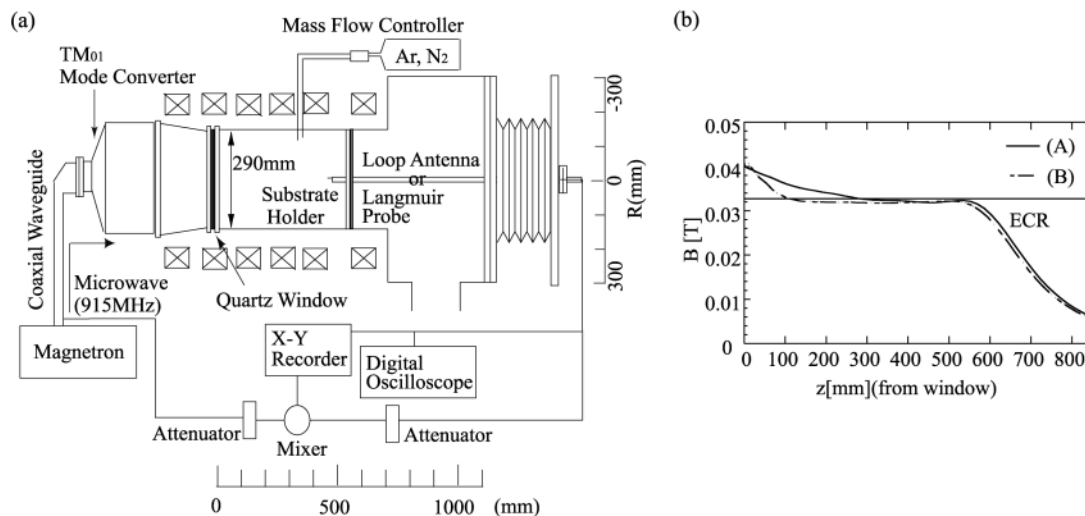 (a)
Mass Flow Controller
TM01
Mode Converter
Ar, N2
-300
0
300
R(mm)
290mm
Loop Antenna
or
Langmuir
Probe
Substrate
Holder
Coaxial Waveguide
Microwave
(915MHz)
Quartz Window
Magnetron
X-Y
Recorder
Digital
Oscilloscope
Attenuator
Mixer
Attenuator
0 500 1000 (mm)
(b)
0.05
0.04
0.03
0.02
0.01
0
B [T]
(A)
(B)
ECR
0 100 200 300 400 500 600 700 800
z[mm](from window)